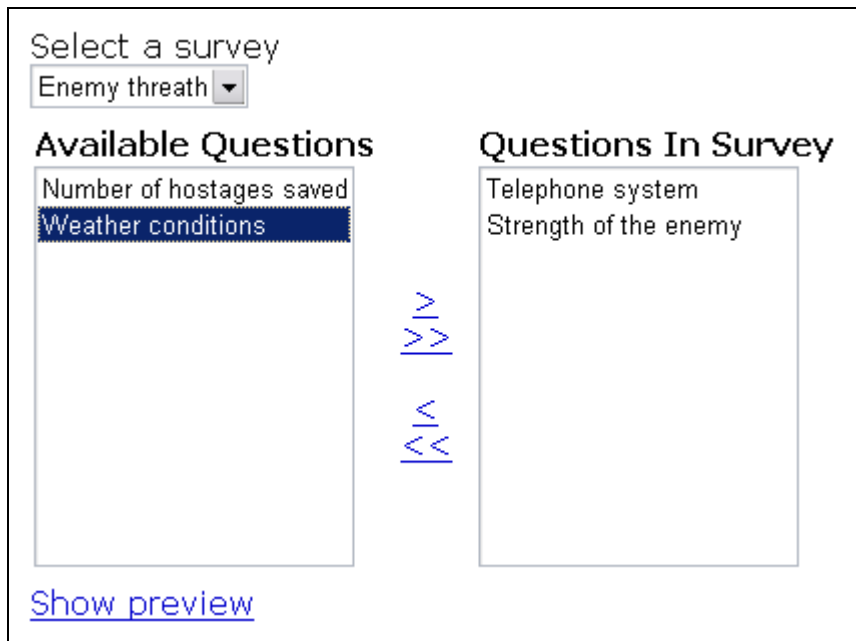 Select a survey
Enemy threath
Available Questions
Number of hostages saved
Weather conditions
>
>>
<
<<
Questions In Survey
Telephone system
Strength of the enemy
Show preview